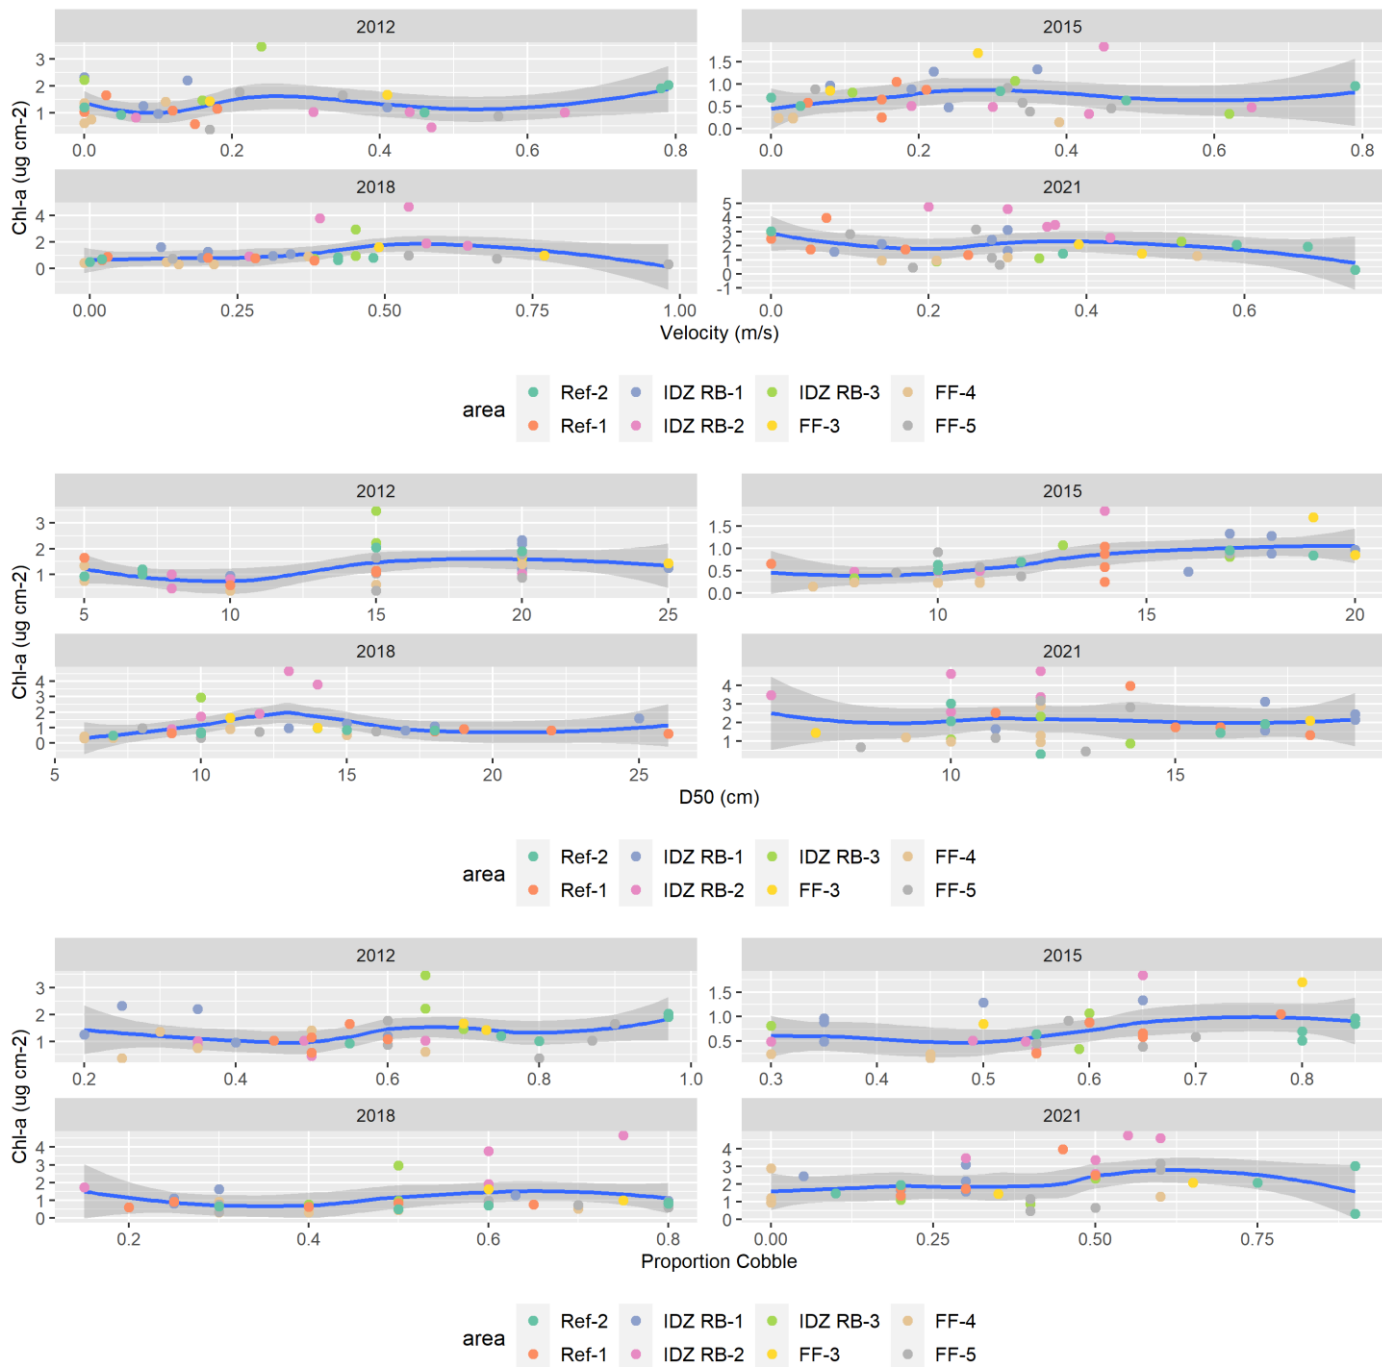 2012 2015
3
2
1
1.5
1.0
0.5
0.0
0.0 0.2 0.4 0.6 0.8 0.0 0.2 0.4 0.6 0.8
Chl-a (ug cm-2)
2018 2021
4
2
0
5
4
3
2
1
0
-1
0.00 0.25 0.50 0.75 1.00 0.0 0.2 0.4 0.6
Velocity (m/s)
area
Ref-2 IDZ RB-1 IDZ RB-3 FF-4
Ref-1 IDZ RB-2 FF-3 FF-5
2012 2015
3
2
1
1.5
1.0
0.5
0.0
5 10 15 20 25 10 15 20
Chl-a (ug cm-2)
2018 2021
4
3
2
1
0
4
3
2
1
5 10 15 20 25 10 15
D50 (cm)
area
Ref-2 IDZ RB-1 IDZ RB-3 FF-4
Ref-1 IDZ RB-2 FF-3 FF-5
2012 2015
3
2
1
1.5
1.0
0.5
0.2 0.4 0.6 0.8 1.0 0.3 0.4 0.5 0.6 0.7 0.8
Chl-a (ug cm-2)
2018 2021
4
3
2
1
0
4
3
2
1
0
0.2 0.4 0.6 0.8 0.00 0.25 0.50 0.75
Proportion Cobble
area
Ref-2 IDZ RB-1 IDZ RB-3 FF-4
Ref-1 IDZ RB-2 FF-3 FF-5